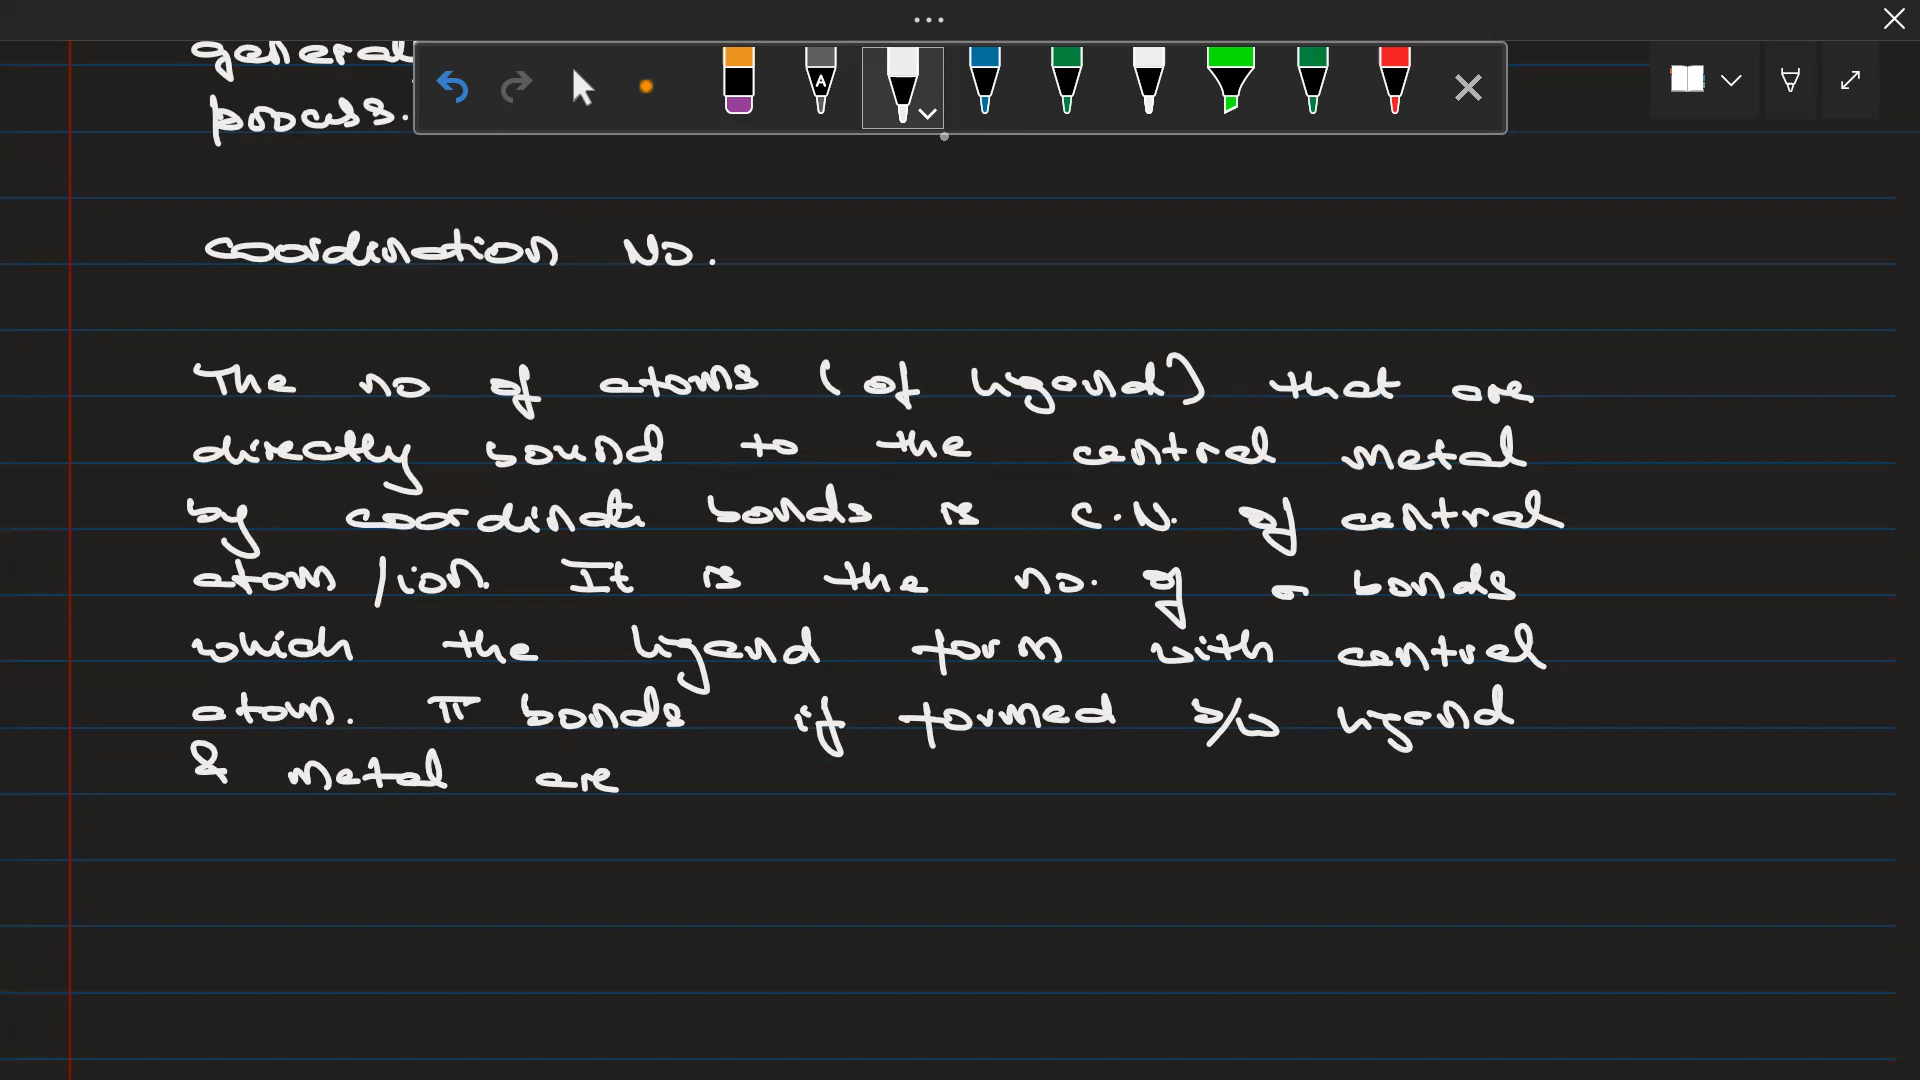 general
process.
coordination No.
The no of atoms (of ligand) that are
directly bound to the central metal
by coordinate bonds is C.N. of central
atom /ion. It is the no. of σ bonds
which the ligand form with central
atom. π bonds if formed b/w ligand
& metal are